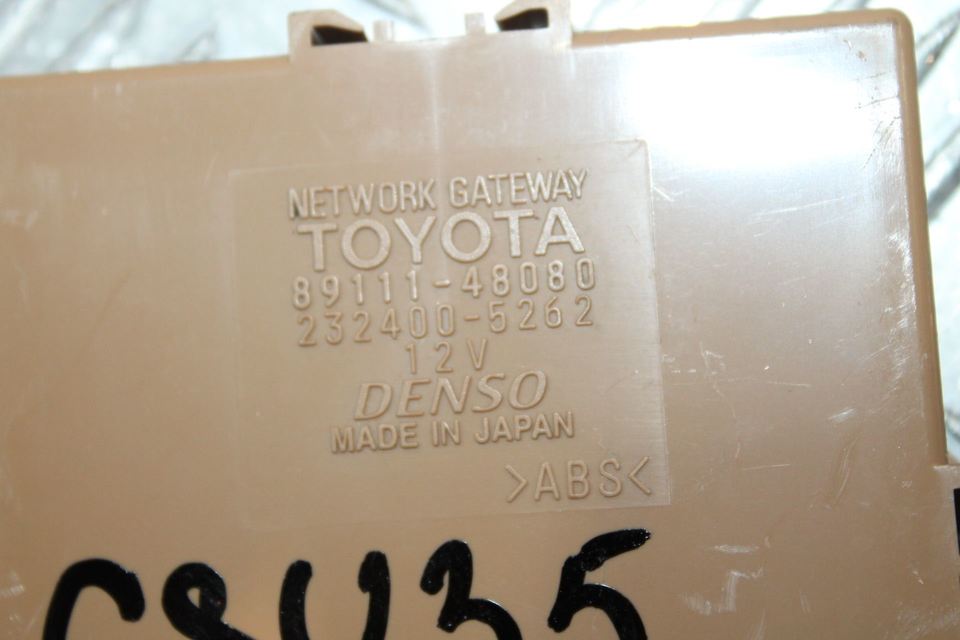 NETWORK GATEWAY
TOYOTA
89111-48080
232400-5262
12V
DENSO
MADE IN JAPAN
>ABS<